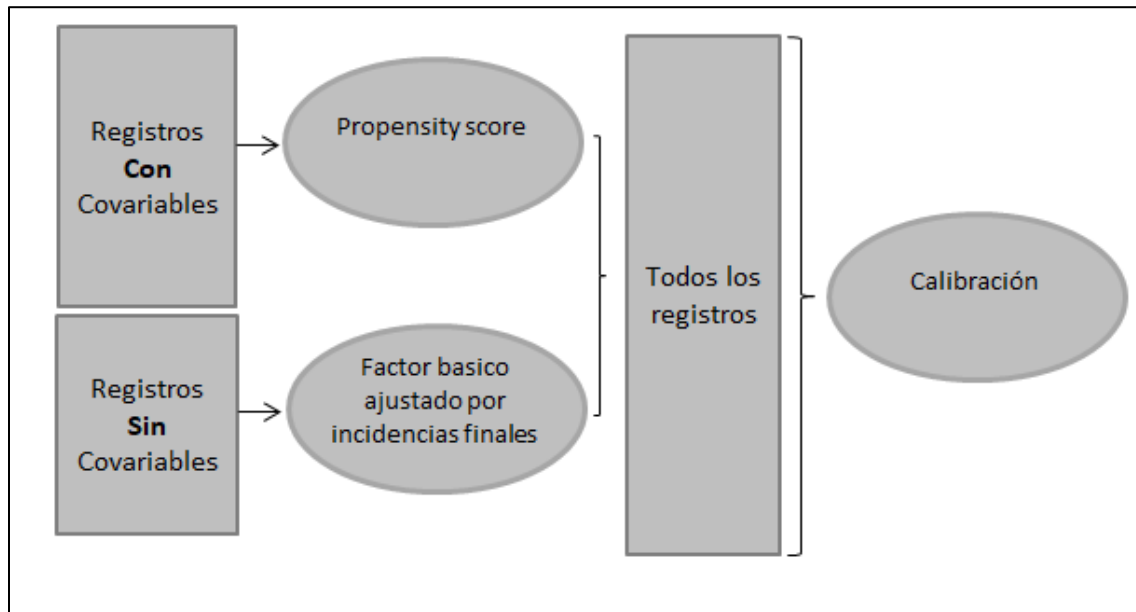 Registros
Con
Covariables
Propensity score
Registros
Sin
Covariables
Factor basico
ajustado por
incidencias finales
Todos los
registros
Calibración